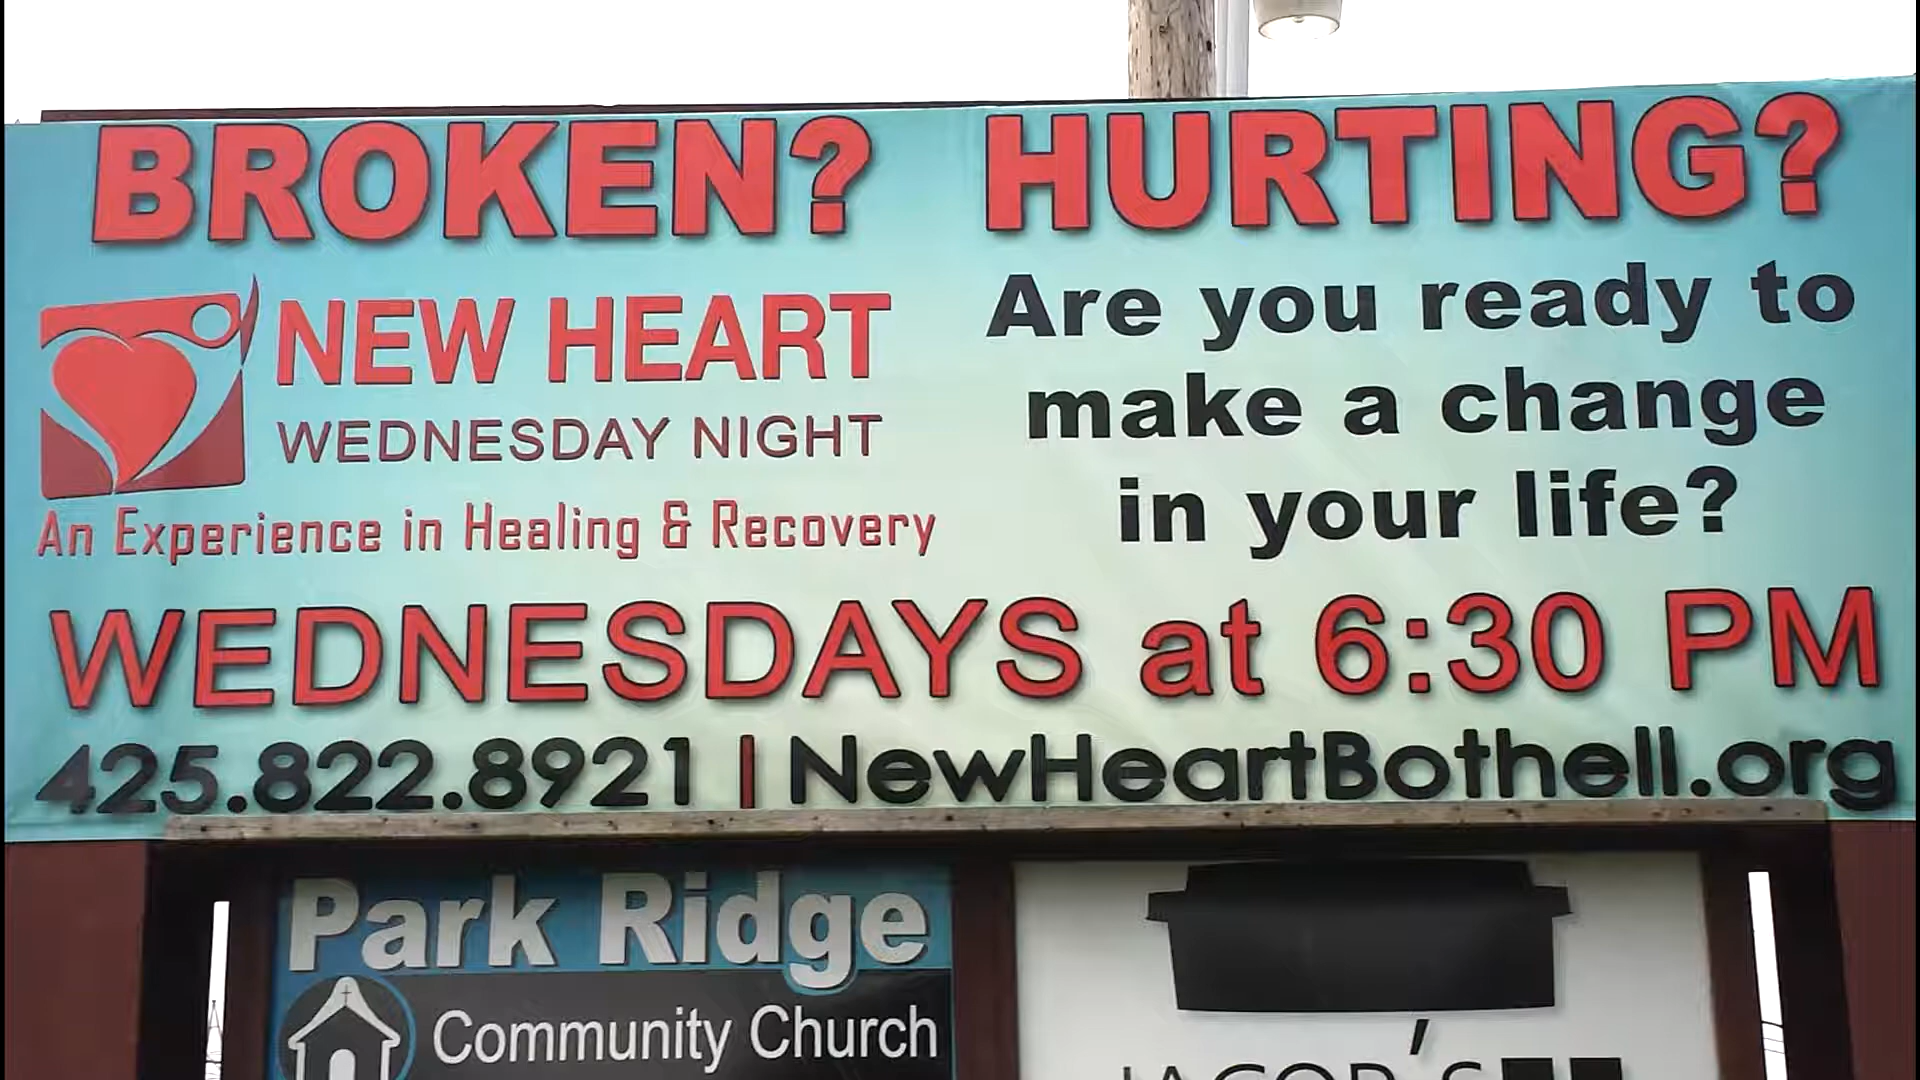 BROKEN? HURTING?
NEW HEART
WEDNESDAY NIGHT
An Experience in Healing & Recovery
Are you ready to
make a change
in your life?
WEDNESDAYS at 6:30 PM
425.822.8921 | NewHeartBothell.org
Park Ridge
Community Church
JACOB'S